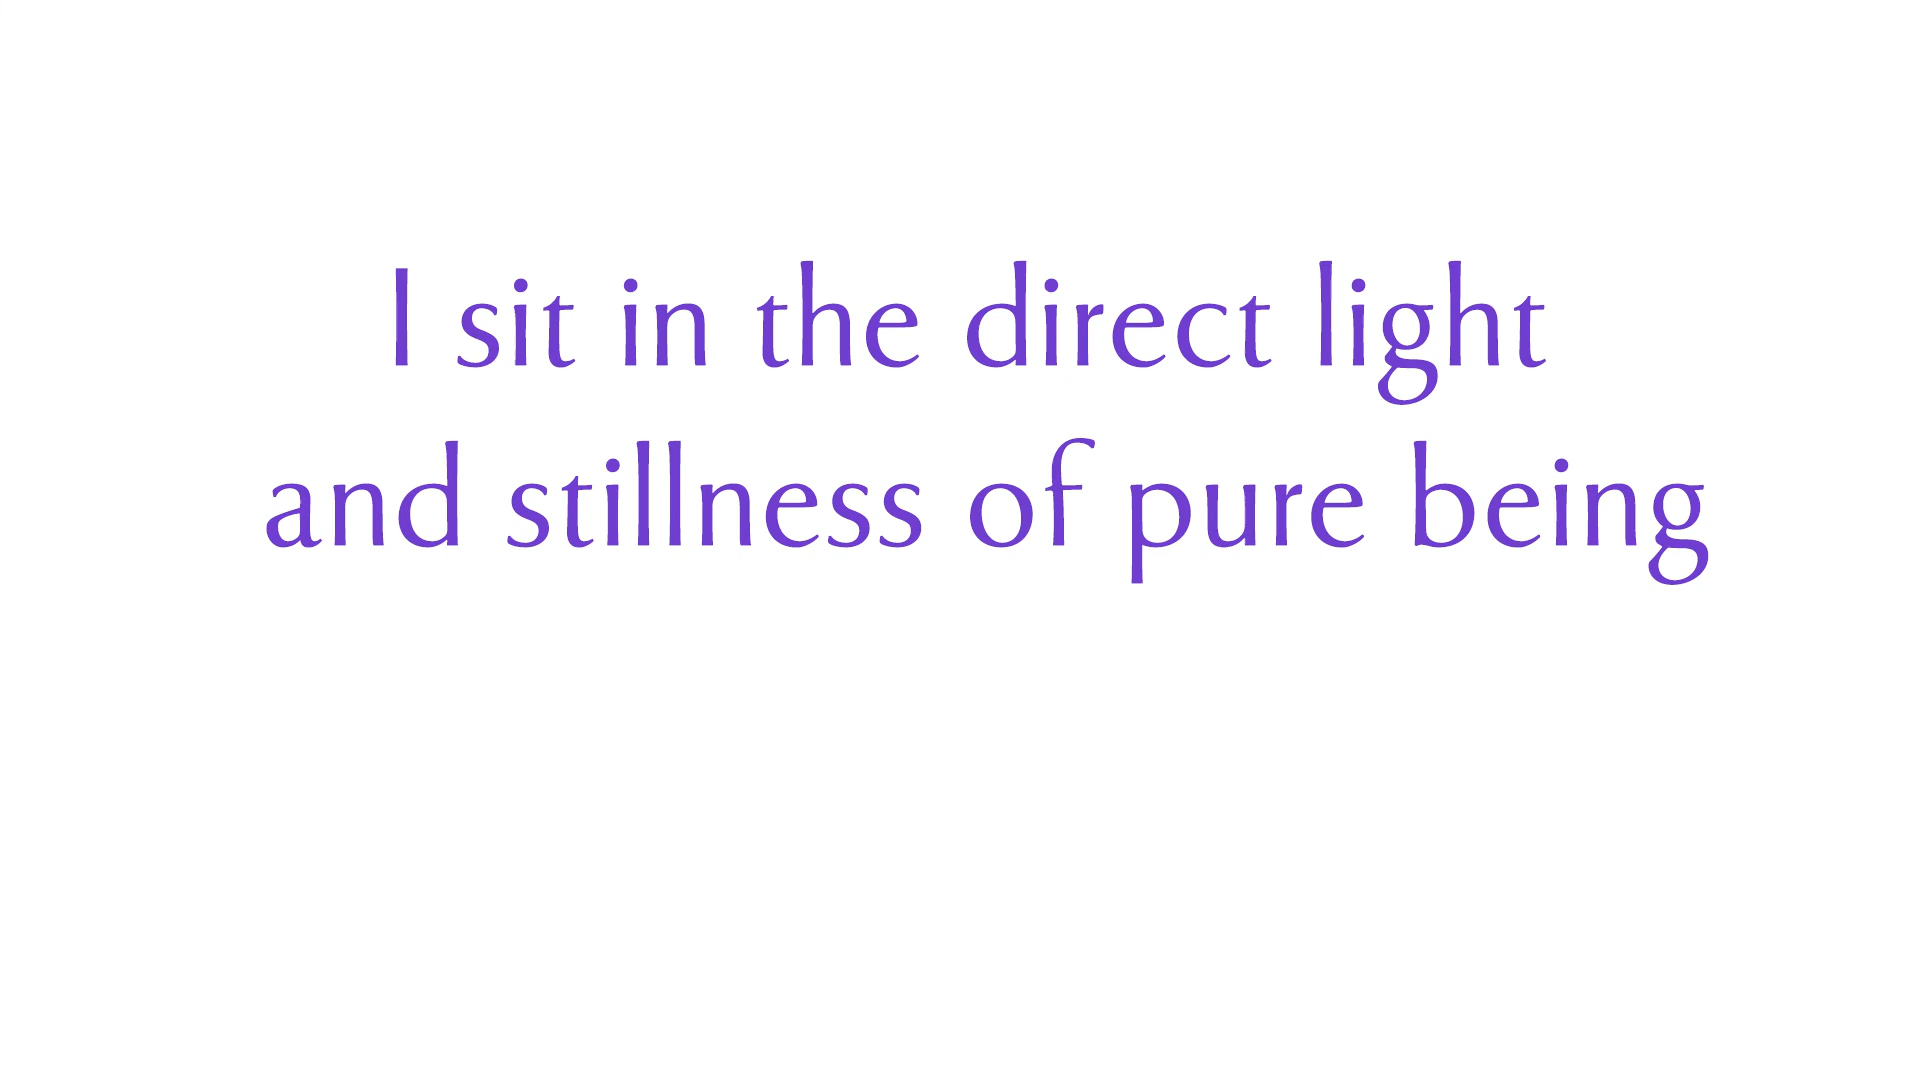 I sit in the direct light
and stillness of pure being